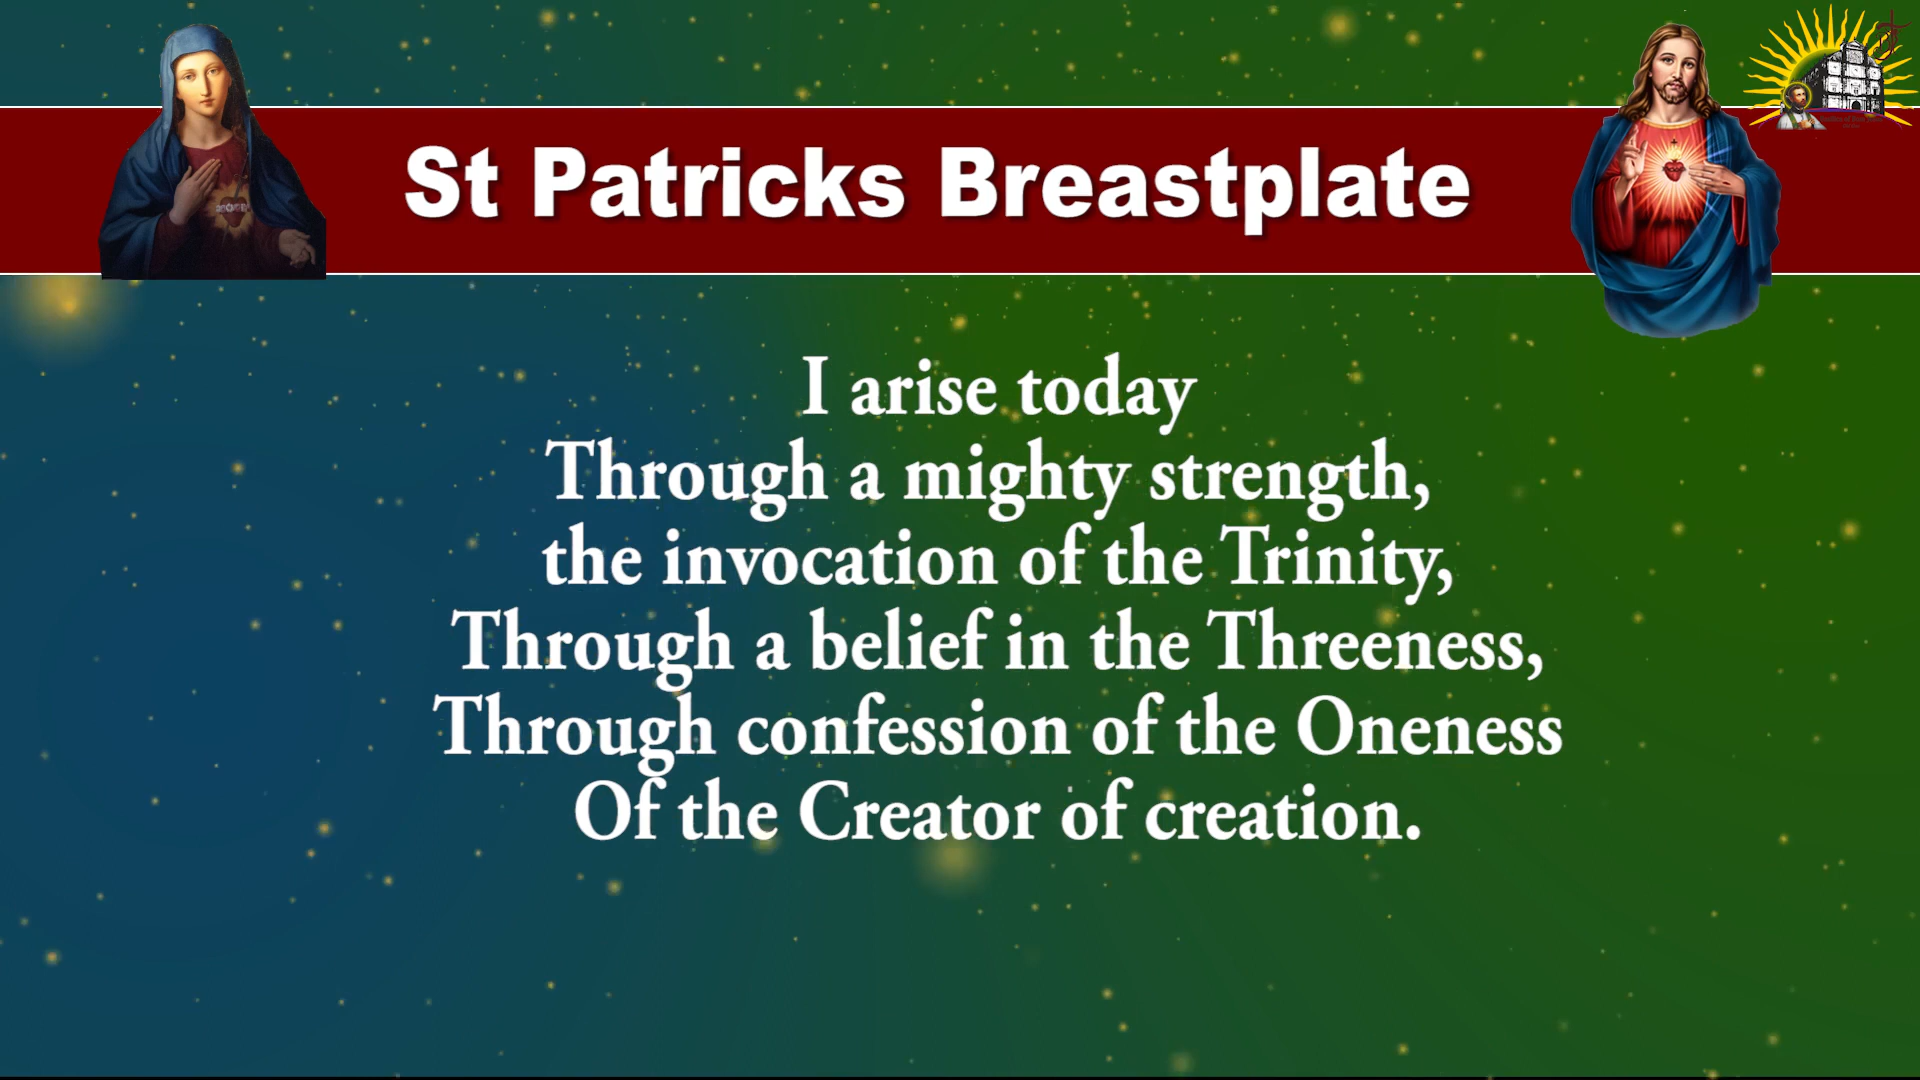 St Patricks Breastplate
I arise today
Through a mighty strength,
the invocation of the Trinity,
Through a belief in the Threeness,
Through confession of the Oneness
Of the Creator of creation.